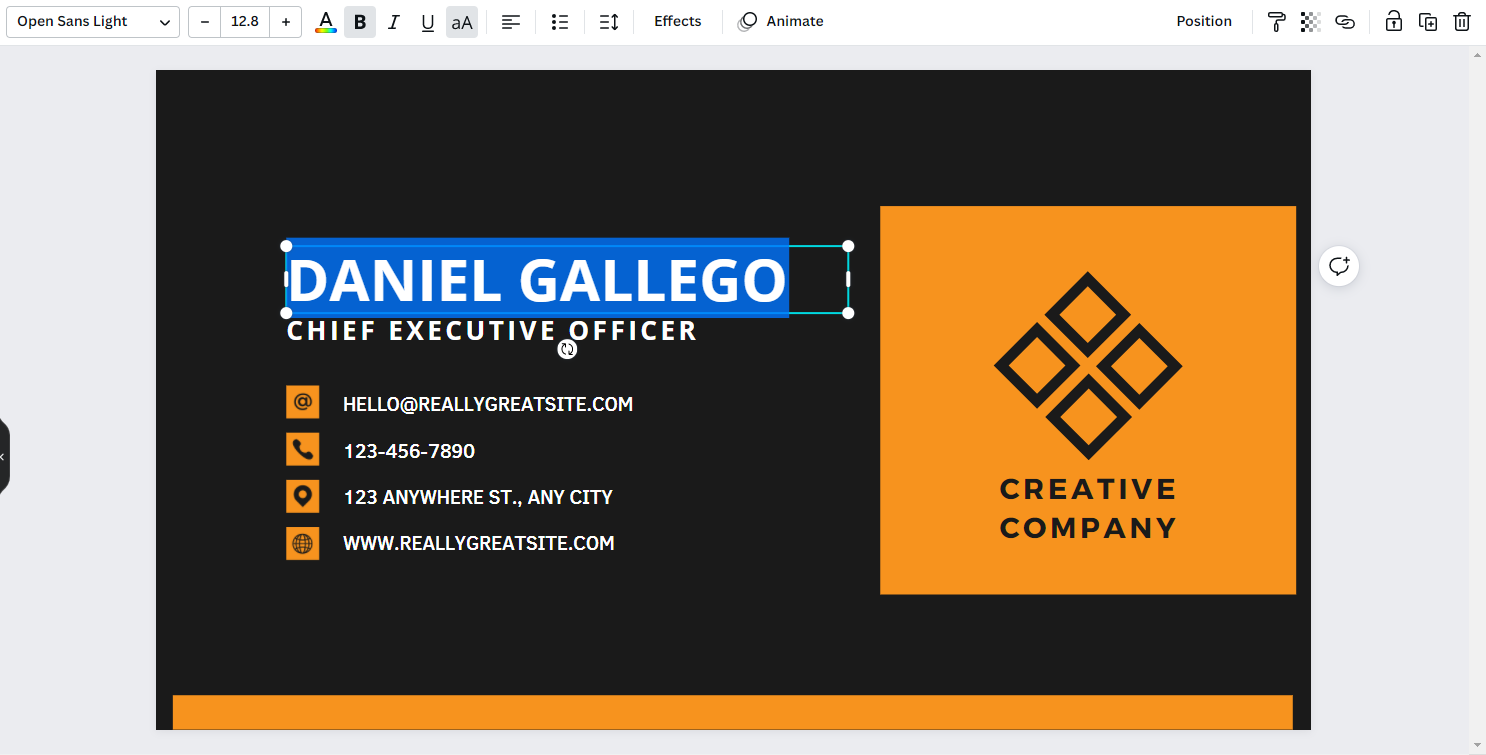 Open Sans Light
– 12.8 +
A B I U aA
Effects
Animate
Position
DANIEL GALLEGO
CHIEF EXECUTIVE OFFICER
@ HELLO@REALLYGREATSITE.COM
123-456-7890
123 ANYWHERE ST., ANY CITY
WWW.REALLYGREATSITE.COM
CREATIVE
COMPANY